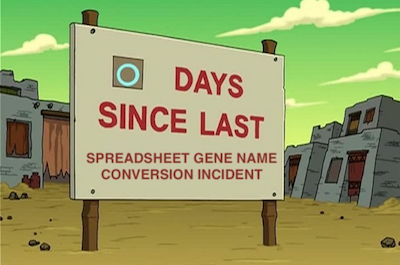 0 DAYS
SINCE LAST
SPREADSHEET GENE NAME
CONVERSION INCIDENT